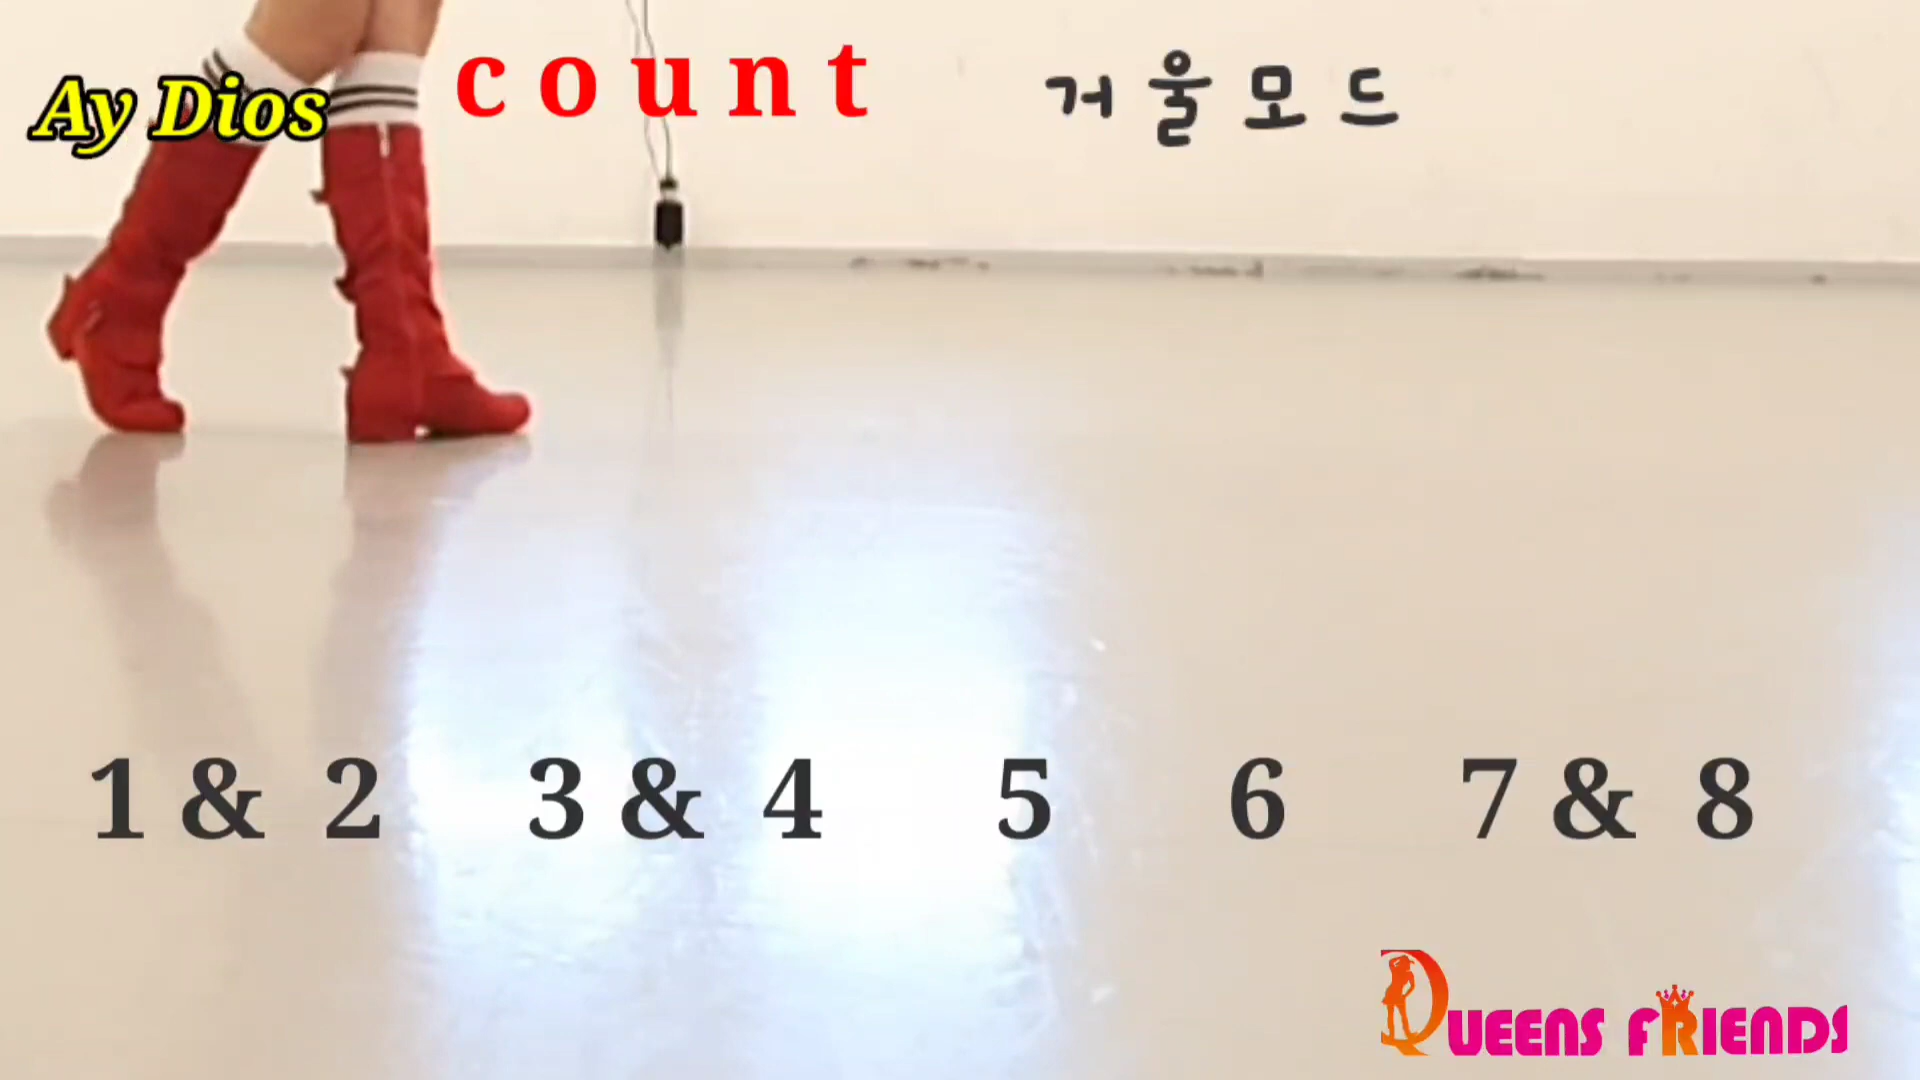 Ay Dios
count
거울모드
1 & 2 3 & 4 5 6 7 & 8
QUEENS FRIENDS